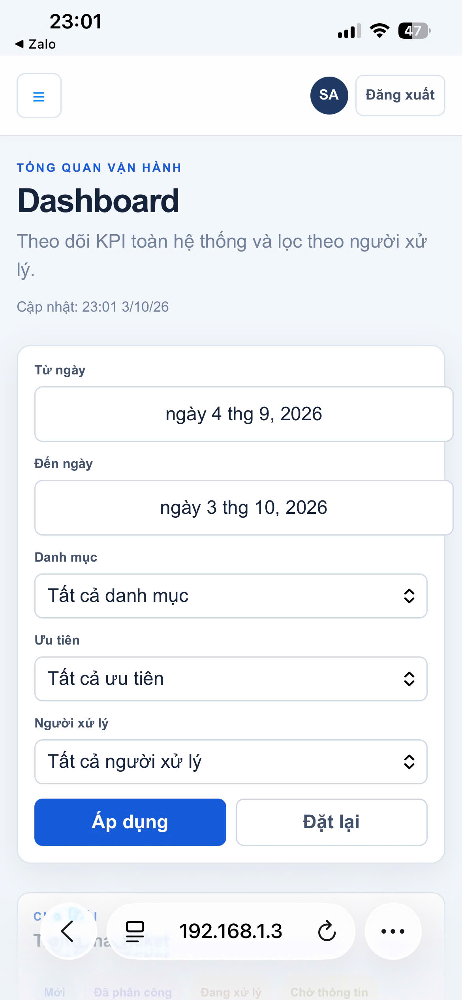 23:01
47
◀ Zalo
SA
Đăng xuất
TỔNG QUAN VẬN HÀNH
Dashboard
Theo dõi KPI toàn hệ thống và lọc theo người xử
lý.
Cập nhật: 23:01 3/10/26
Từ ngày
ngày 4 thg 9, 2026
Đến ngày
ngày 3 thg 10, 2026
Danh mục
Tất cả danh mục
Ưu tiên
Tất cả ưu tiên
Người xử lý
Tất cả người xử lý
Áp dụng
Đặt lại
192.168.1.3
Mới
Đã phân công
Đang xử lý
Chờ thông tin